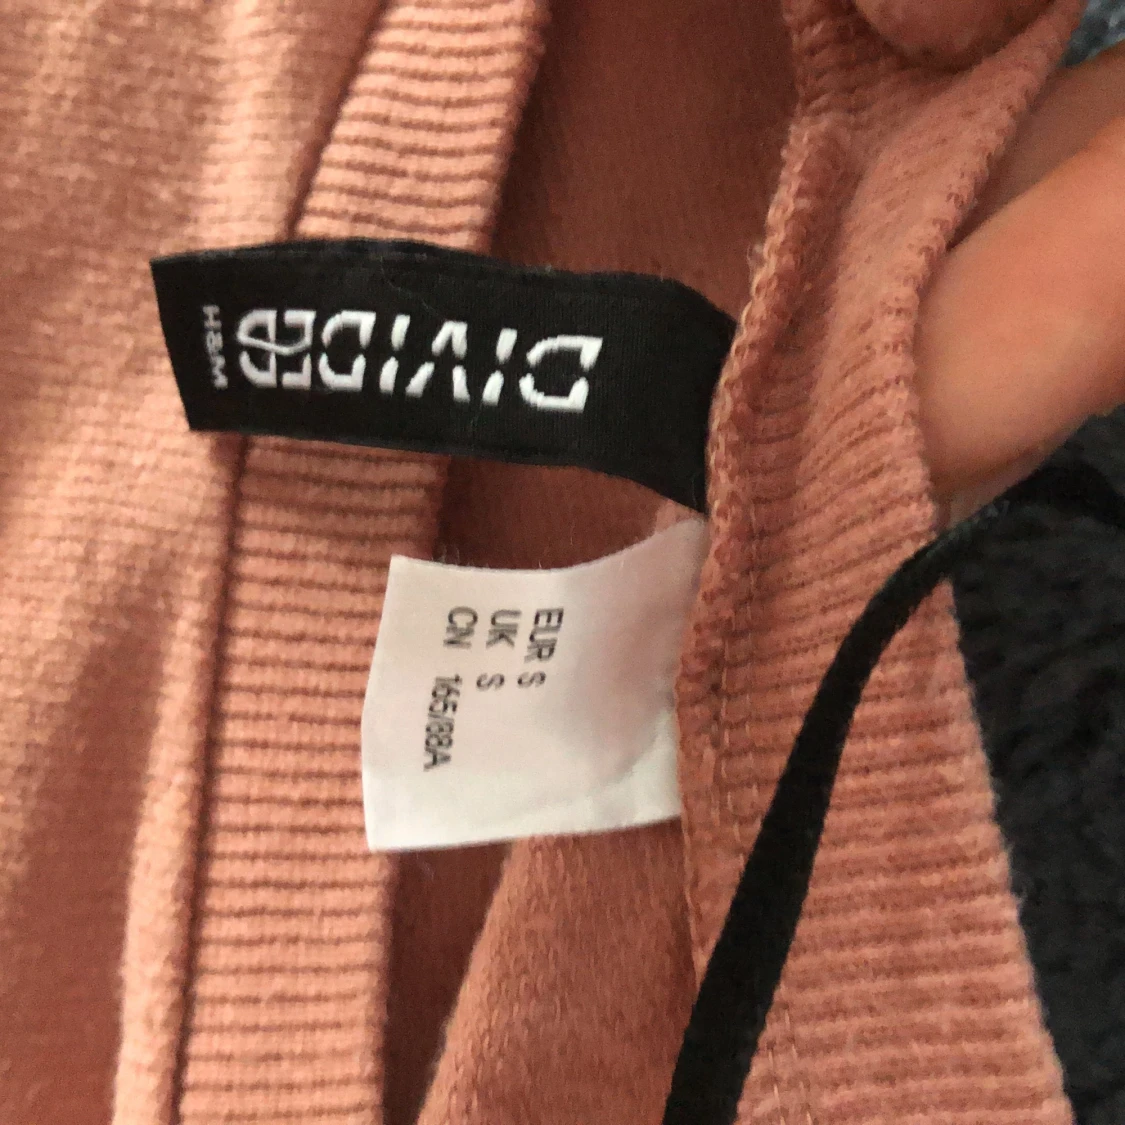 DIVIDED
H&M
EUR S
UK S
CN 165/88A